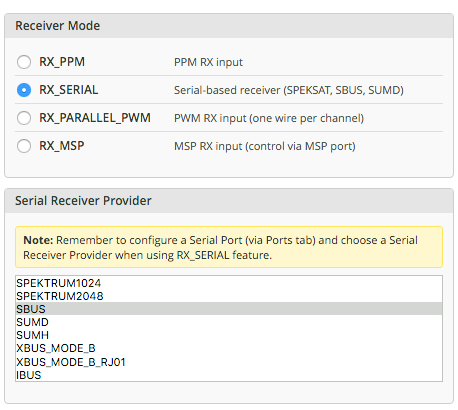 Receiver Mode
RX_PPM PPM RX input
RX_SERIAL Serial-based receiver (SPEKSAT, SBUS, SUMD)
RX_PARALLEL_PWM PWM RX input (one wire per channel)
RX_MSP MSP RX input (control via MSP port)
Serial Receiver Provider
Note: Remember to configure a Serial Port (via Ports tab) and choose a Serial
Receiver Provider when using RX_SERIAL feature.
SPEKTRUM1024
SPEKTRUM2048
SBUS
SUMD
SUMH
XBUS_MODE_B
XBUS_MODE_B_RJ01
IBUS